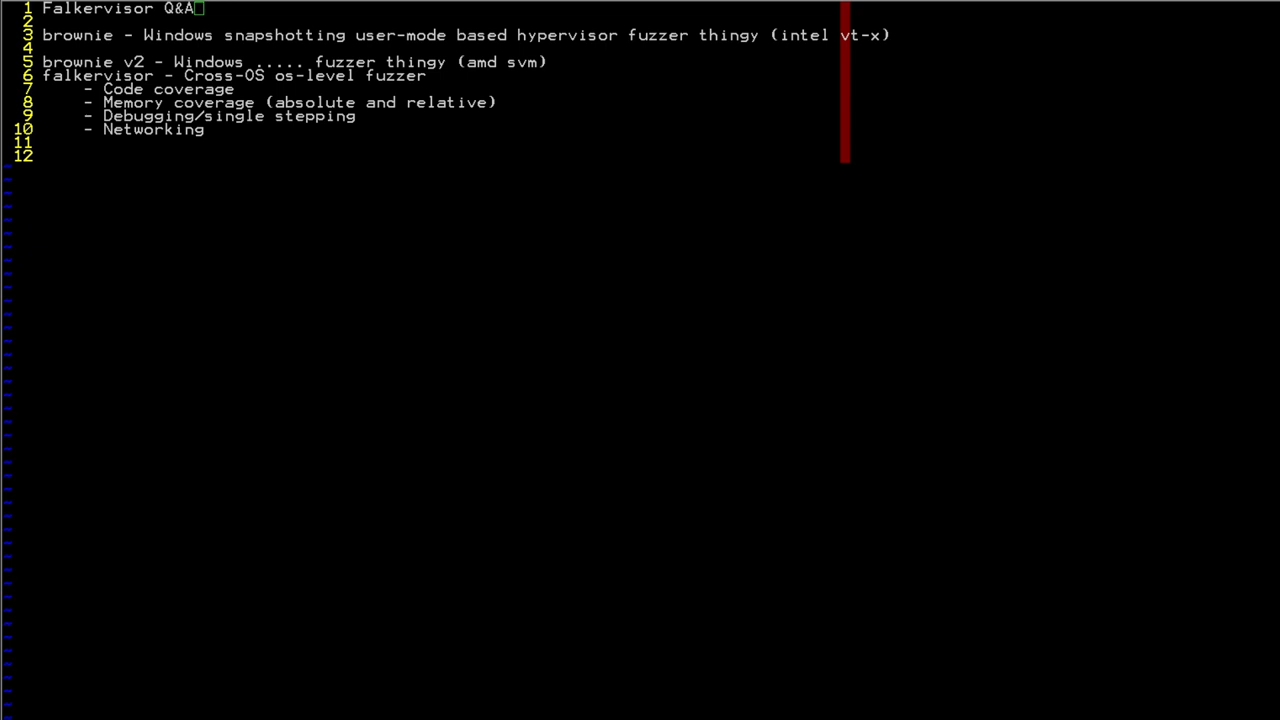 1 Falkervisor Q&A
2
3 brownie - Windows snapshotting user-mode based hypervisor fuzzer thingy (intel vt-x)
4
5 brownie v2 - Windows ..... fuzzer thingy (amd svm)
6 falkervisor - Cross-OS os-level fuzzer
7 - Code coverage
8 - Memory coverage (absolute and relative)
9 - Debugging/single stepping
10 - Networking
11
12